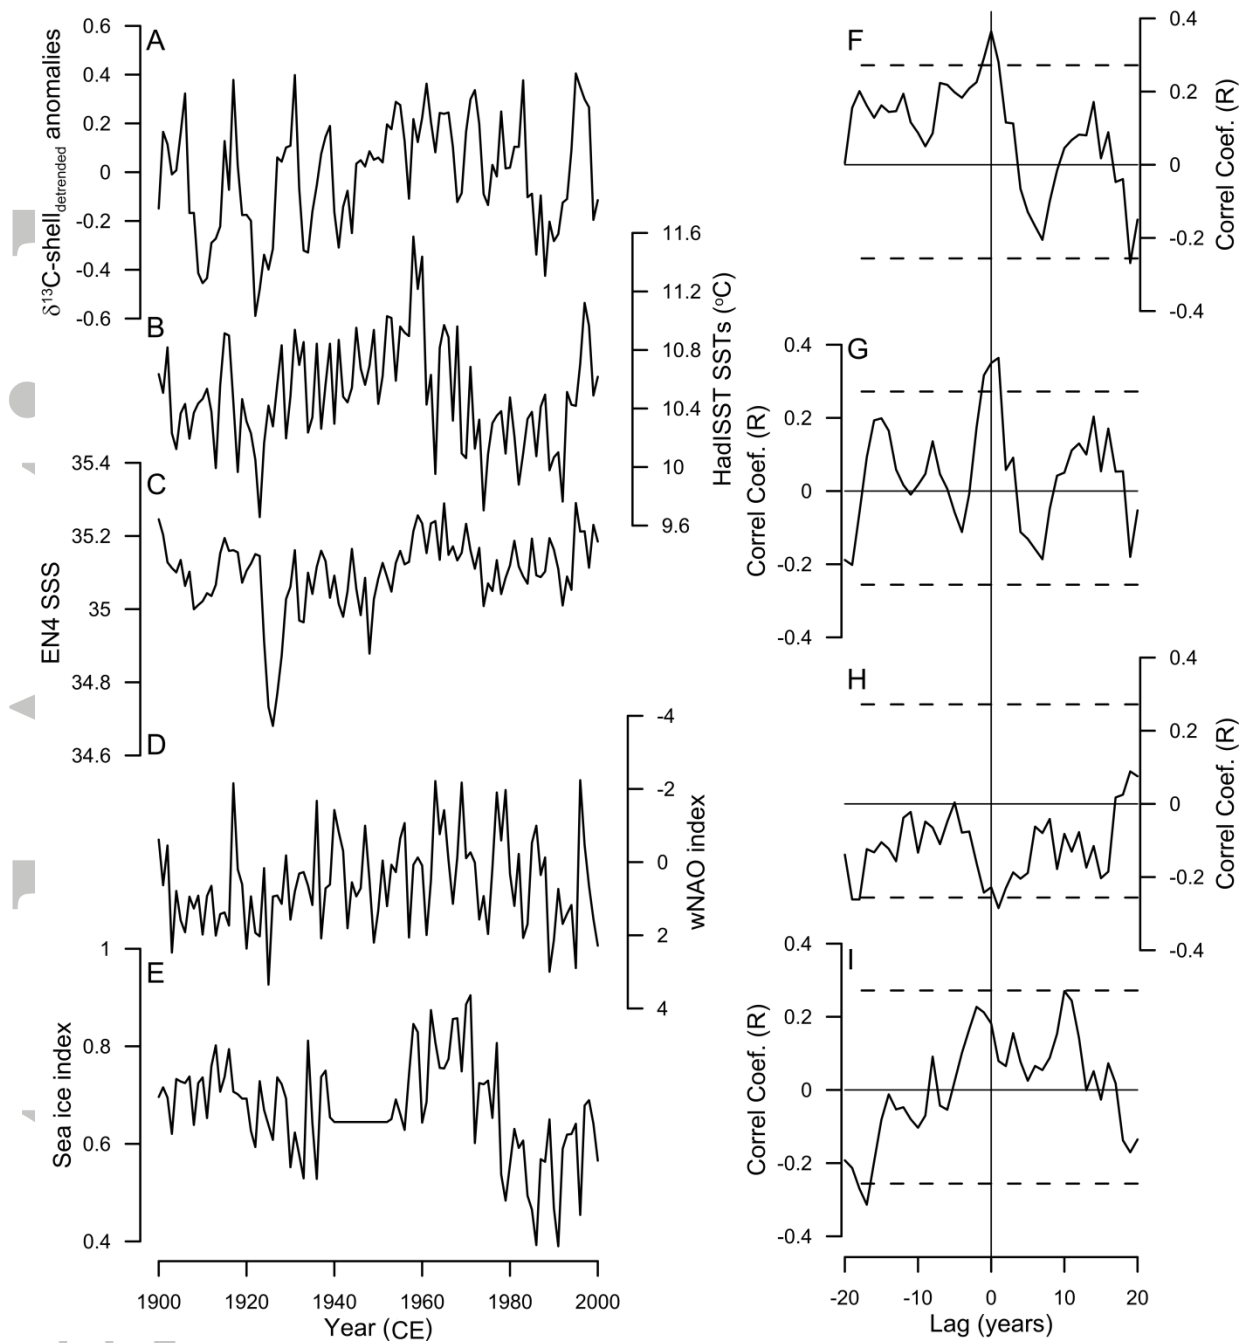 A
0.6
0.4
0.2
0
-0.2
-0.4
-0.6
δ13C-shelldetrended anomalies
B
11.6
11.2
10.8
10.4
10
9.6
HadISST SSTs (oC)
C
35.4
35.2
35
34.8
34.6
EN4 SSS
D
-4
-2
0
2
4
wNAO index
E
1
0.8
0.6
0.4
Sea ice index
1900 1920 1940 1960 1980 2000
Year (CE)
F
0.4
0.2
0
-0.2
-0.4
Correl Coef. (R)
G
0.4
0.2
0
-0.2
-0.4
Correl Coef. (R)
H
0.4
0.2
0
-0.2
-0.4
Correl Coef. (R)
I
0.4
0.2
0
-0.2
-0.4
Correl Coef. (R)
-20 -10 0 10 20
Lag (years)